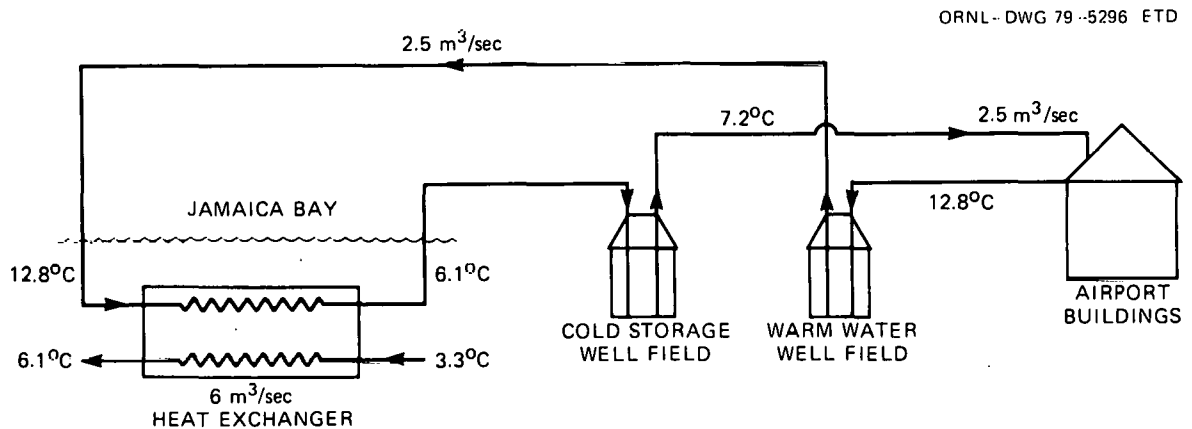 ORNL-DWG 79-5296 ETD
2.5 m³/sec
7.2°C
2.5 m³/sec
JAMAICA BAY
12.8°C
12.8°C
6.1°C
6.1°C
3.3°C
6 m³/sec
HEAT EXCHANGER
COLD STORAGE
WELL FIELD
WARM WATER
WELL FIELD
AIRPORT
BUILDINGS